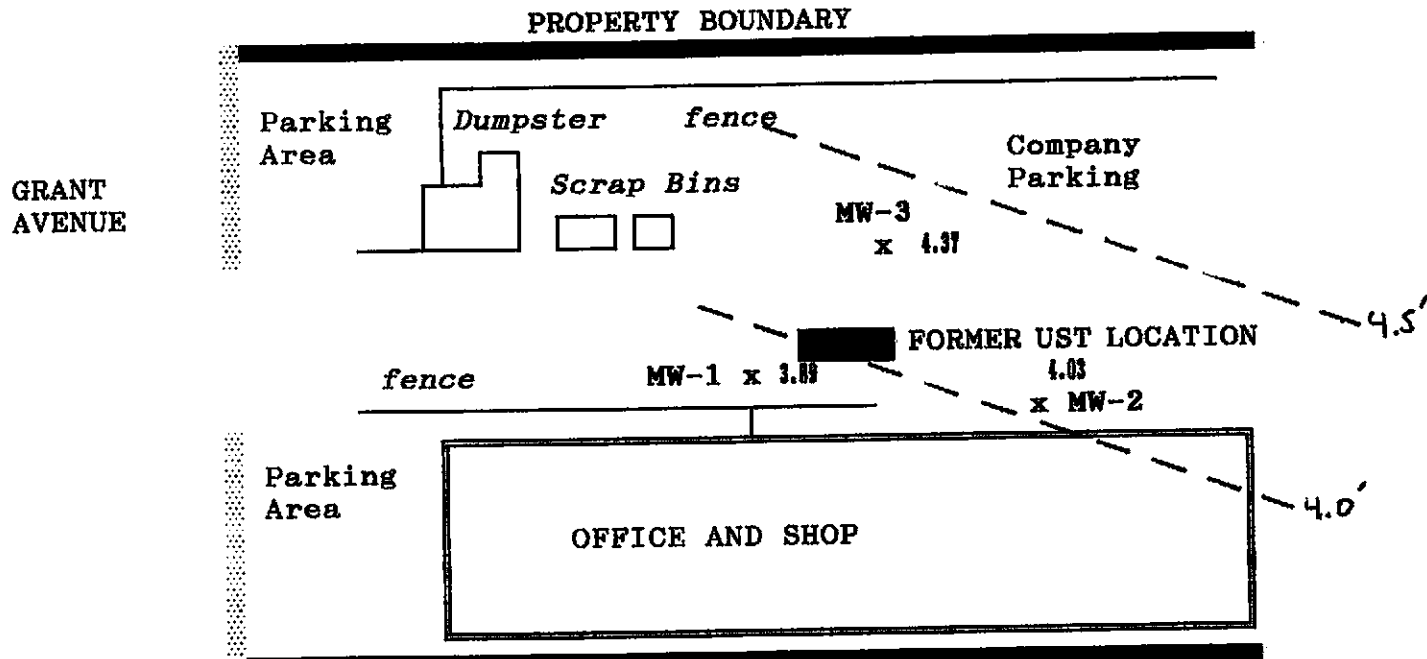 PROPERTY BOUNDARY
Parking
Area
Dumpster
fence
Company
Parking
GRANT
AVENUE
Scrap Bins
MW-3
x 4.37
4.5'
FORMER UST LOCATION
fence
MW-1 x 3.89
4.03
x MW-2
Parking
Area
4.0'
OFFICE AND SHOP